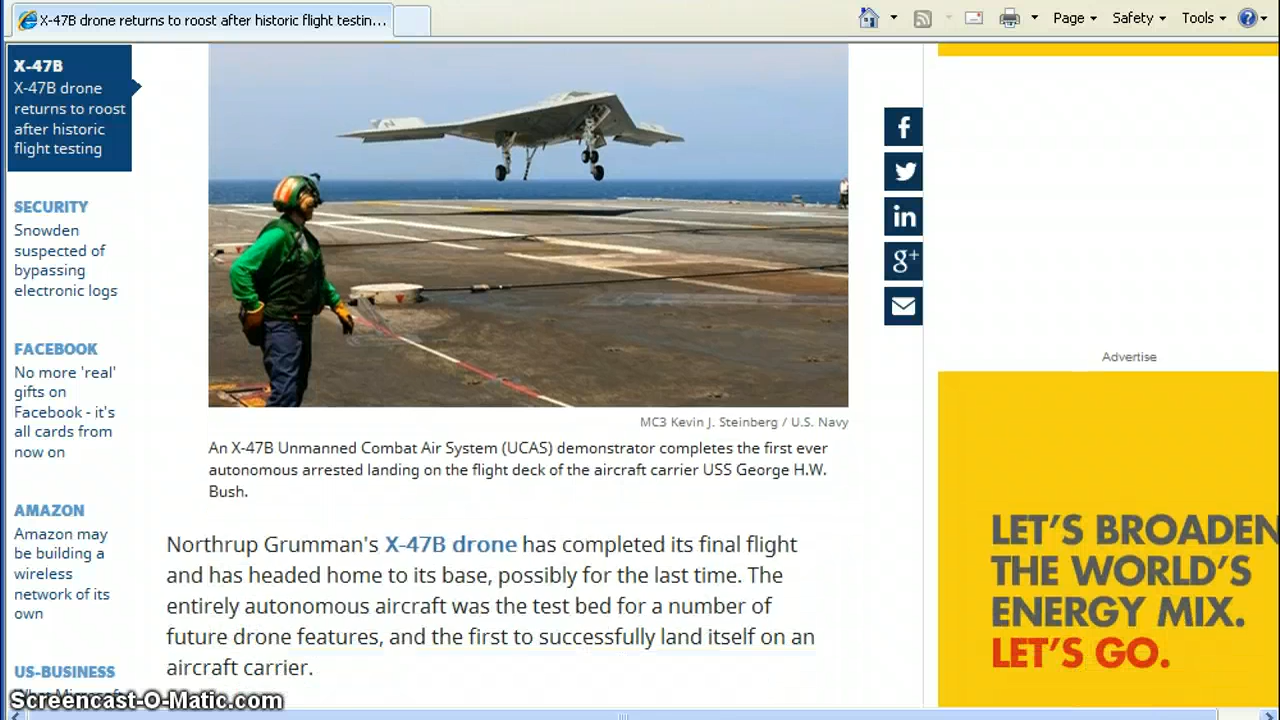 X-47B drone returns to roost after historic flight testin...
Page
Safety
Tools
X-47B
X-47B drone
returns to roost
after historic
flight testing
SECURITY
Snowden
suspected of
bypassing
electronic logs
FACEBOOK
No more 'real'
gifts on
Facebook - it's
all cards from
now on
AMAZON
Amazon may
be building a
wireless
network of its
own
US-BUSINESS
MC3 Kevin J. Steinberg / U.S. Navy
An X-47B Unmanned Combat Air System (UCAS) demonstrator completes the first ever
autonomous arrested landing on the flight deck of the aircraft carrier USS George H.W.
Bush.
Northrup Grumman's X-47B drone has completed its final flight
and has headed home to its base, possibly for the last time. The
entirely autonomous aircraft was the test bed for a number of
future drone features, and the first to successfully land itself on an
aircraft carrier.
f
in
g+
Advertise
LET'S BROADEN
THE WORLD'S
ENERGY MIX.
LET'S GO.
Screencast-O-Matic.com